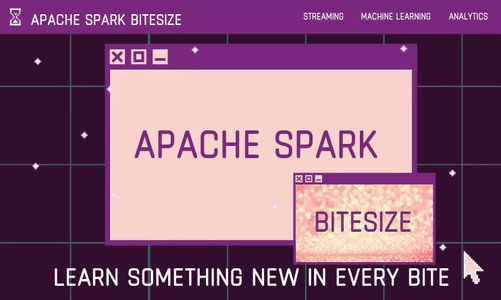 APACHE SPARK BITESIZE
STREAMING MACHINE LEARNING ANALYTICS
APACHE SPARK
BITESIZE
LEARN SOMETHING NEW IN EVERY BITE